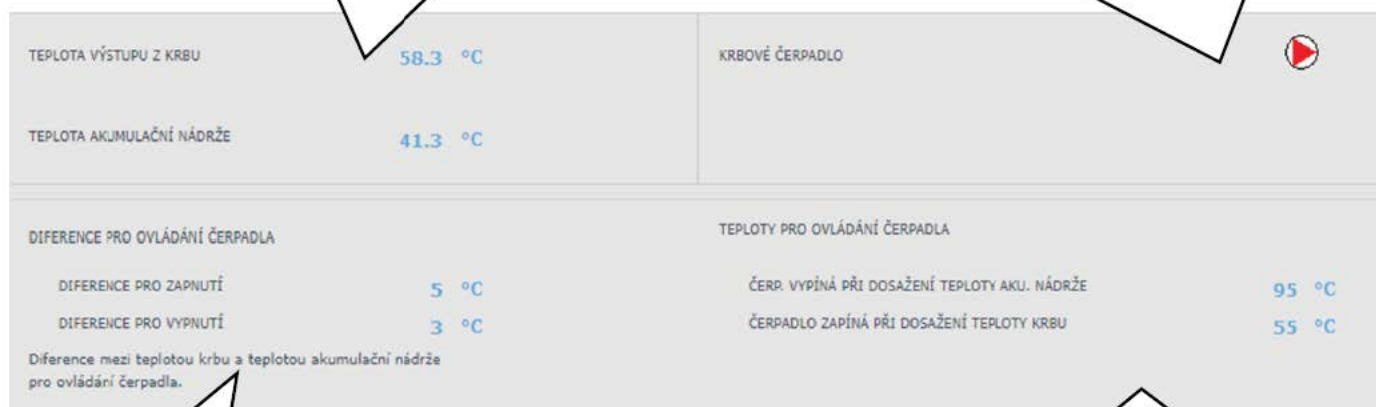 TEPLOTA VÝSTUPU Z KRBU 58.3 °C
KRBOVÉ ČERPADLO
TEPLOTA AKUMULAČNÍ NÁDRŽE 41.3 °C
DIFERENCE PRO OVLÁDÁNÍ ČERPADLA
DIFERENCE PRO ZAPNUTÍ 5 °C
DIFERENCE PRO VYPNUTÍ 3 °C
Diference mezi teplotou krbu a teplotou akumulační nádrže
pro ovládání čerpadla.
TEPLOTY PRO OVLÁDÁNÍ ČERPADLA
ČERP. VYPÍNÁ PŘI DOSAŽENÍ TEPLOTY AKU. NÁDRŽE 95 °C
ČERPADLO ZAPÍNÁ PŘI DOSAŽENÍ TEPLOTY KRBU 55 °C